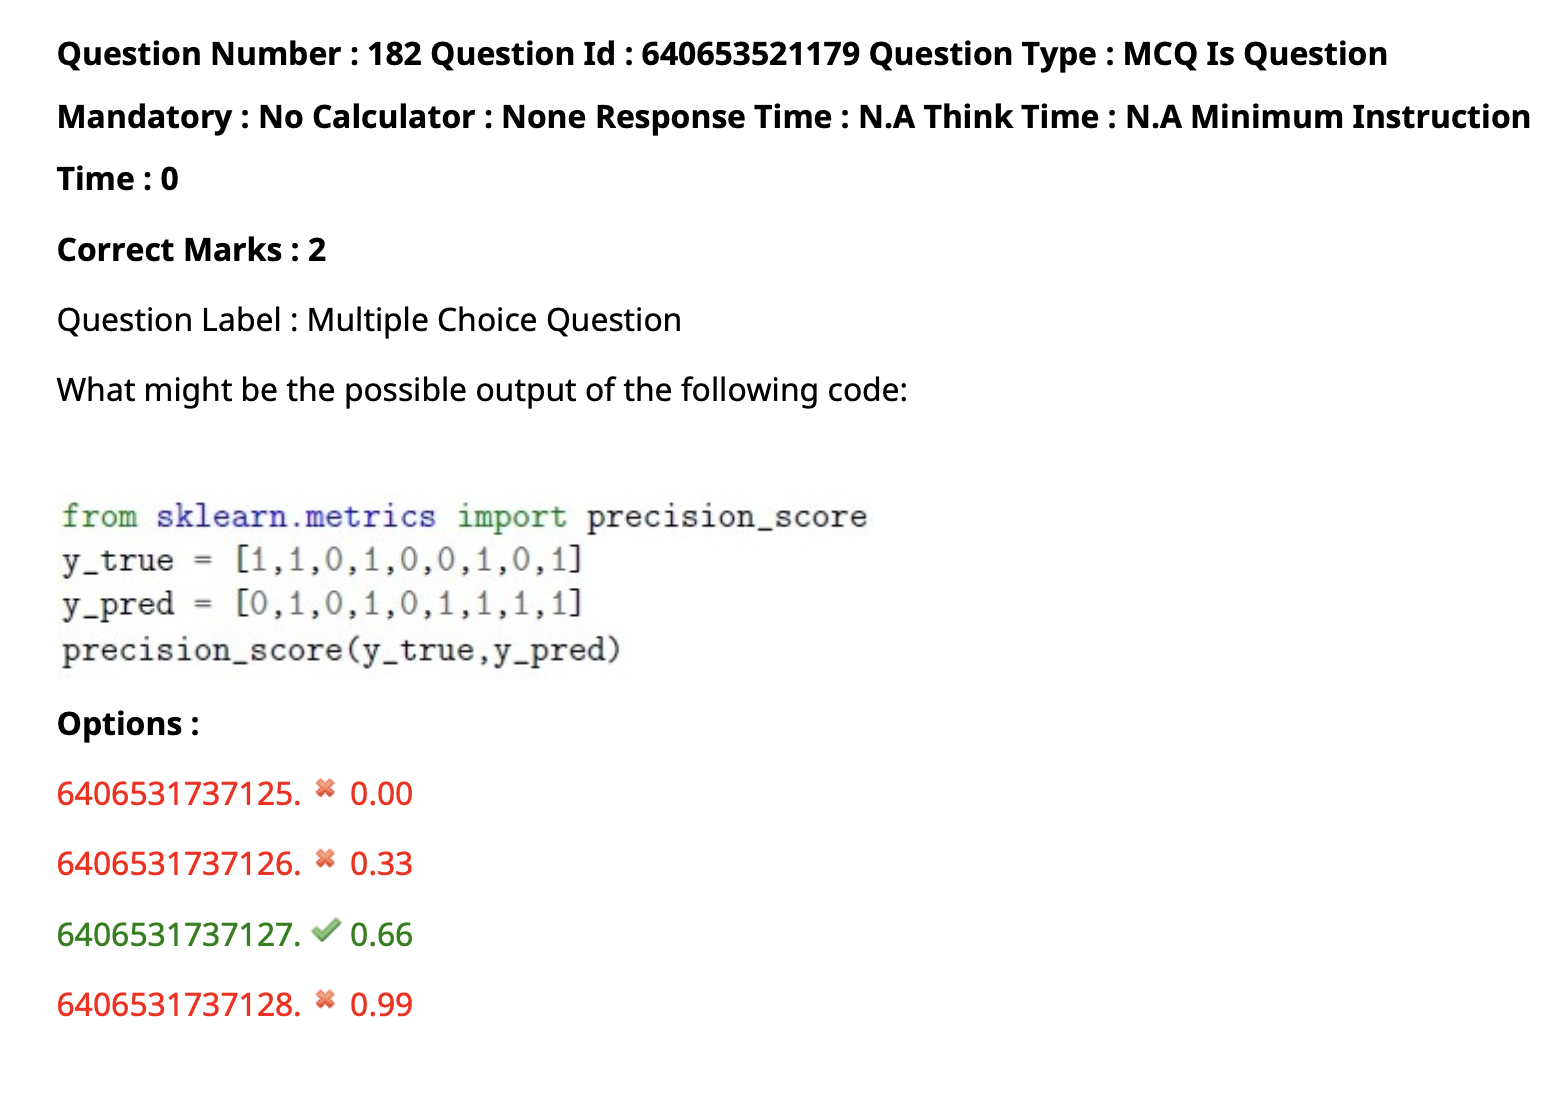 Question Number : 182 Question Id : 640653521179 Question Type : MCQ Is Question
Mandatory : No Calculator : None Response Time : N.A Think Time : N.A Minimum Instruction
Time : 0
Correct Marks : 2
Question Label : Multiple Choice Question
What might be the possible output of the following code:
from sklearn.metrics import precision_score
y_true = [1,1,0,1,0,0,1,0,1]
y_pred = [0,1,0,1,0,1,1,1,1]
precision_score(y_true,y_pred)
Options :
6406531737125. ✖ 0.00
6406531737126. ✖ 0.33
6406531737127. ✔ 0.66
6406531737128. ✖ 0.99